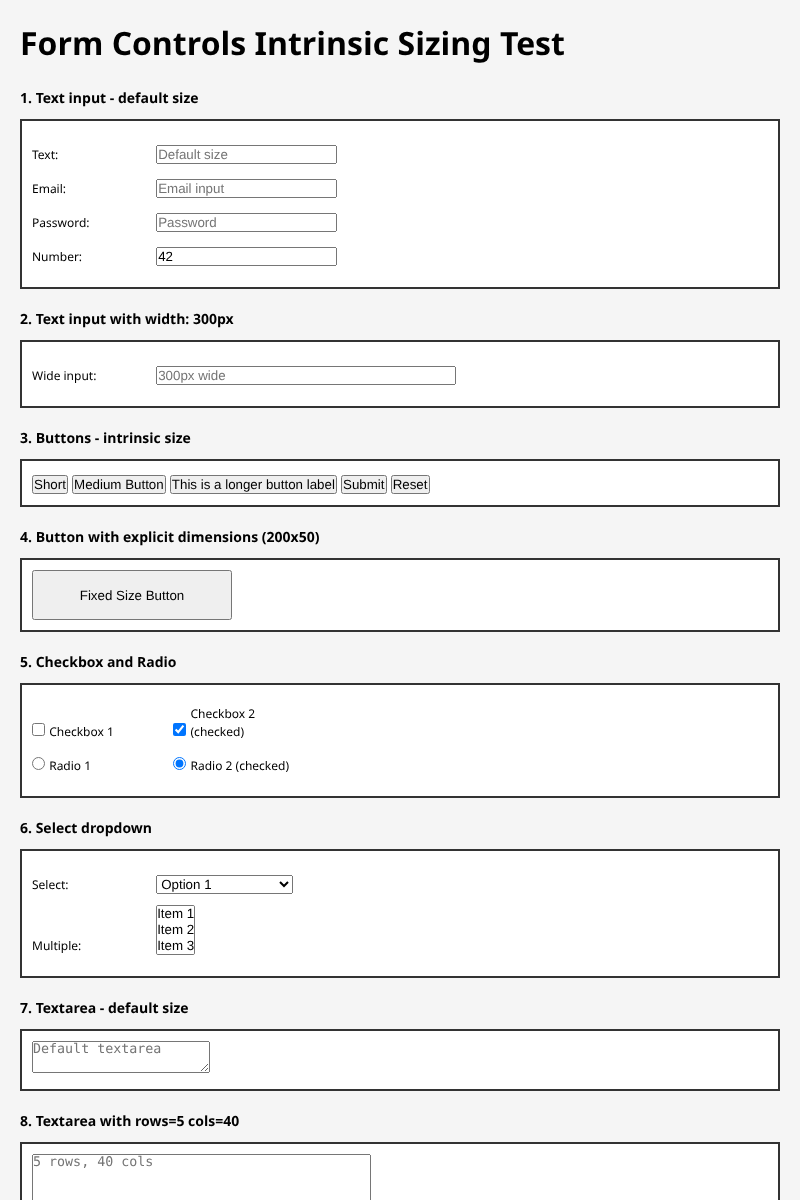 Form Controls Intrinsic Sizing Test
1. Text input - default size
Text: Default size
Email: Email input
Password: Password
Number: 42
2. Text input with width: 300px
Wide input: 300px wide
3. Buttons - intrinsic size
Short Medium Button This is a longer button label Submit Reset
4. Button with explicit dimensions (200x50)
Fixed Size Button
5. Checkbox and Radio
Checkbox 1 Checkbox 2
(checked)
Radio 1 Radio 2 (checked)
6. Select dropdown
Select: Option 1
Item 1
Item 2
Multiple: Item 3
7. Textarea - default size
Default textarea
8. Textarea with rows=5 cols=40
5 rows, 40 cols